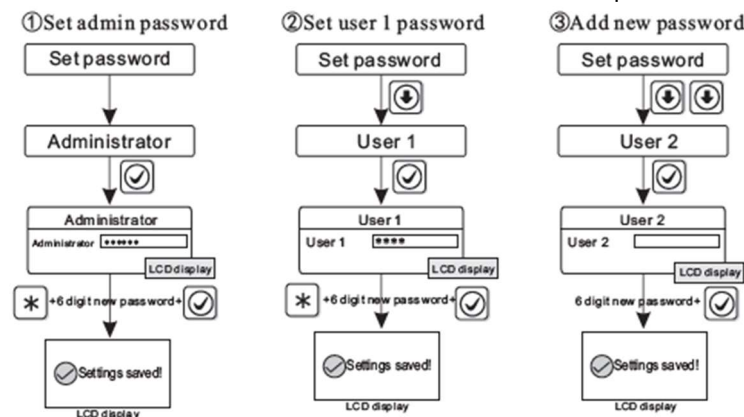 ①Set admin password
Set password
Administrator
Administrator
Administrator ******
LCD display
* +6 digit new password+
Settings saved!
LCD display
②Set user 1 password
Set password
User 1
User 1
User 1 ****
LCD display
* +6 digit new password+
Settings saved!
LCD display
③Add new password
Set password
User 2
User 2
User 2
LCD display
6 digit new password+
Settings saved!
LCD display